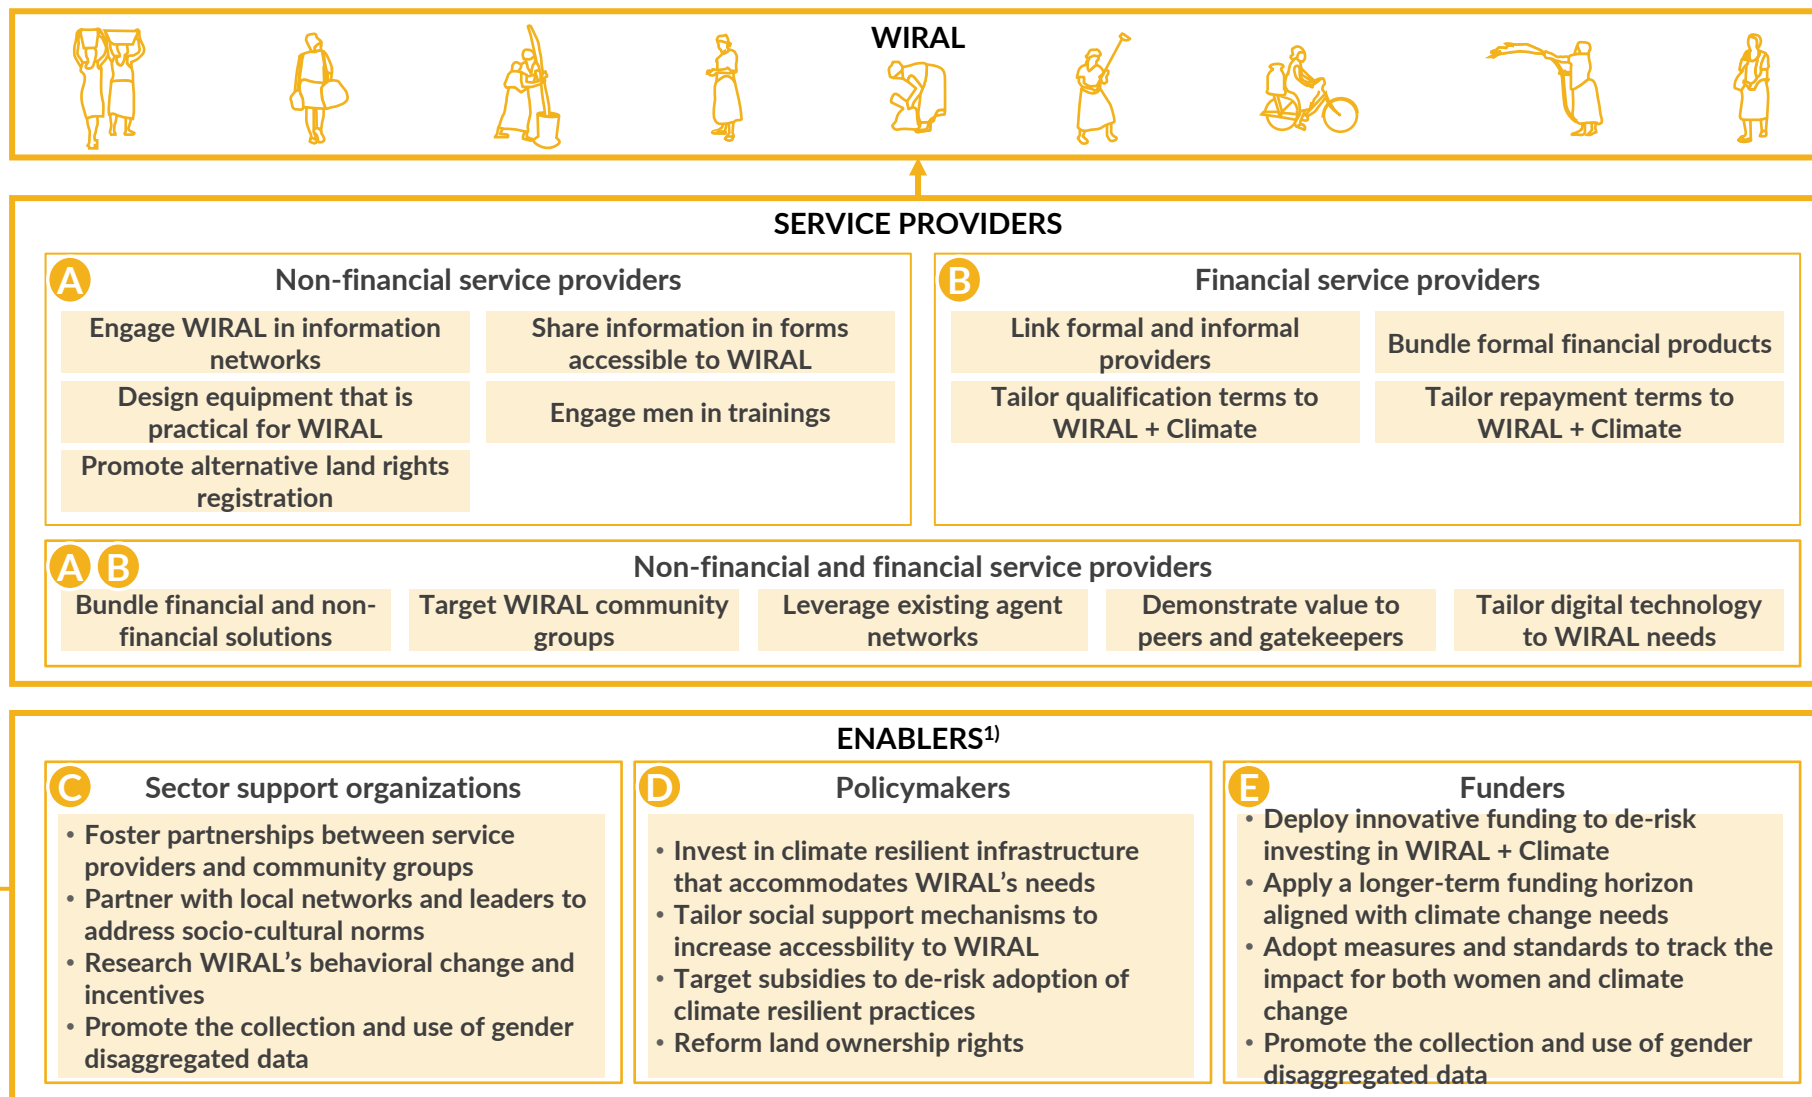 WIRAL
SERVICE PROVIDERS
A
Non-financial service providers
Engage WIRAL in information
networks
Share information in forms
accessible to WIRAL
Design equipment that is
practical for WIRAL
Engage men in trainings
Promote alternative land rights
registration
B
Financial service providers
Link formal and informal
providers
Bundle formal financial products
Tailor qualification terms to
WIRAL + Climate
Tailor repayment terms to
WIRAL + Climate
A B
Non-financial and financial service providers
Bundle financial and non-
financial solutions
Target WIRAL community
groups
Leverage existing agent
networks
Demonstrate value to
peers and gatekeepers
Tailor digital technology
to WIRAL needs
ENABLERS1)
C
Sector support organizations
• Foster partnerships between service
providers and community groups
• Partner with local networks and leaders to
address socio-cultural norms
• Research WIRAL's behavioral change and
incentives
• Promote the collection and use of gender
disaggregated data
D
Policymakers
• Invest in climate resilient infrastructure
that accommodates WIRAL's needs
• Tailor social support mechanisms to
increase accessbility to WIRAL
• Target subsidies to de-risk adoption of
climate resilient practices
• Reform land ownership rights
E
Funders
• Deploy innovative funding to de-risk
investing in WIRAL + Climate
• Apply a longer-term funding horizon
aligned with climate change needs
• Adopt measures and standards to track the
impact for both women and climate
change
• Promote the collection and use of gender
disaggregated data